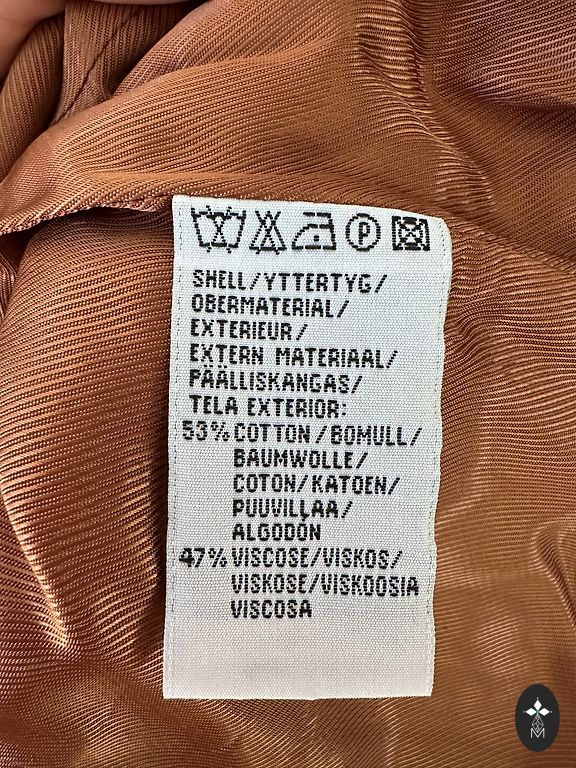 P
SHELL/YTTERTYG/
OBERMATERIAL/
EXTERIEUR/
EXTERN MATERIAAL/
PÄÄLLISKANGAS/
TELA EXTERIOR:
53% COTTON/BOMULL/
BAUMWOLLE/
COTON/KATOEN/
PUUVILLAA/
ALGODÓN
47% VISCOSE/VISKOS/
VISKOSE/VISKOOSIA
VISCOSA
M